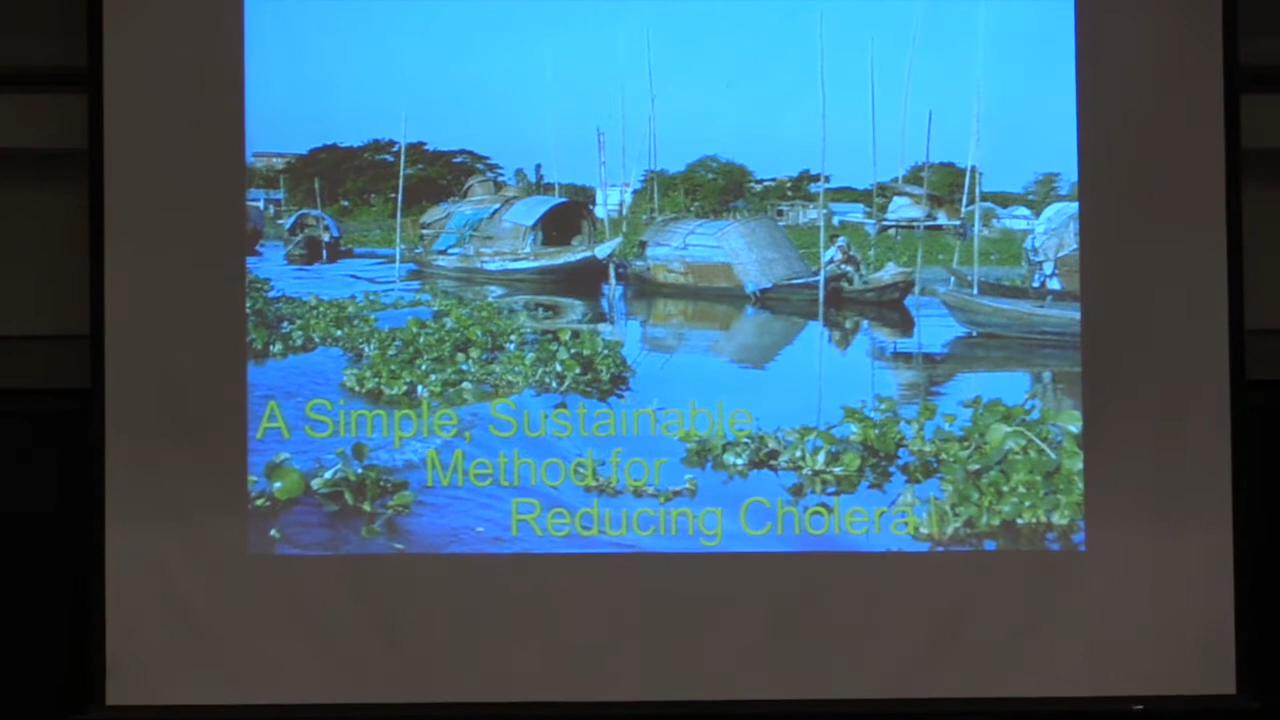 A Simple, Sustainable
Method for
Reducing Cholera !